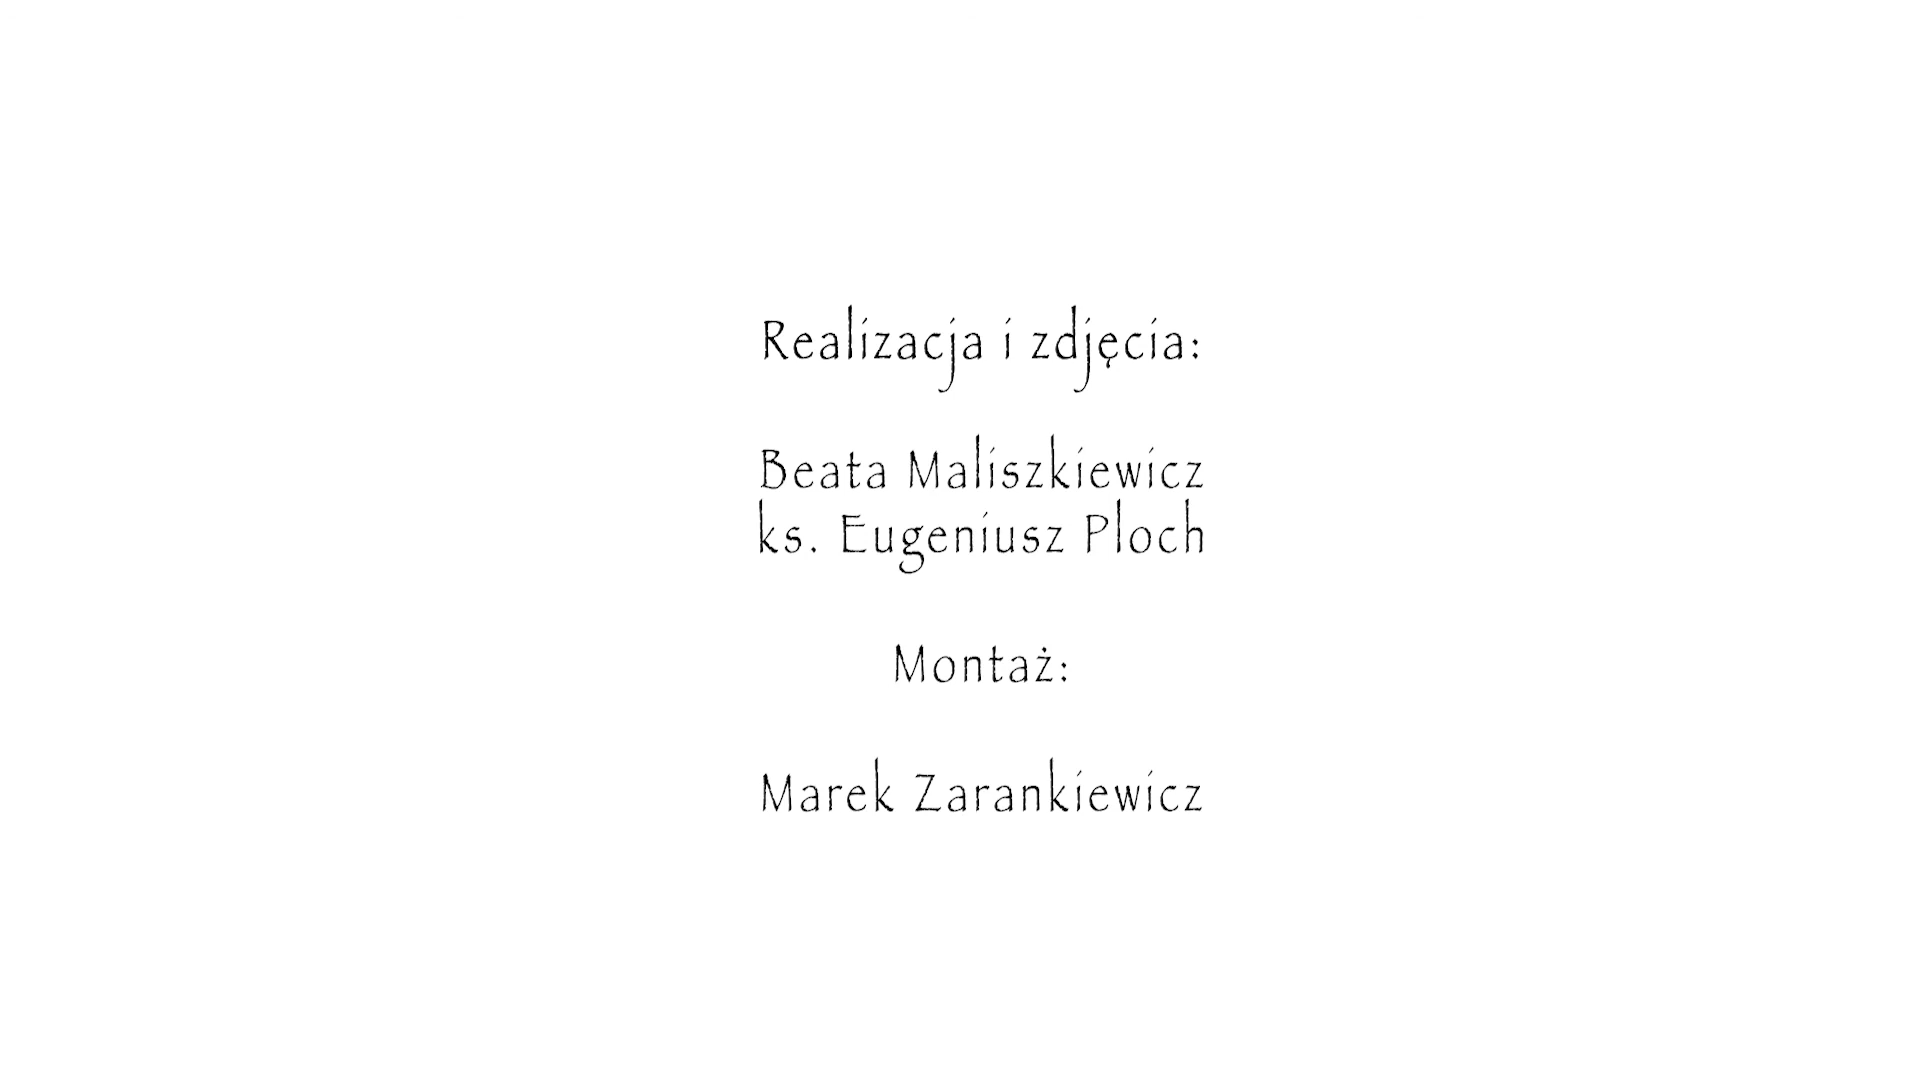 Realizacja i zdjęcia:
Beata Maliszkiewicz
ks. Eugeniusz Ploch
Montaż:
Marek Zarankiewicz